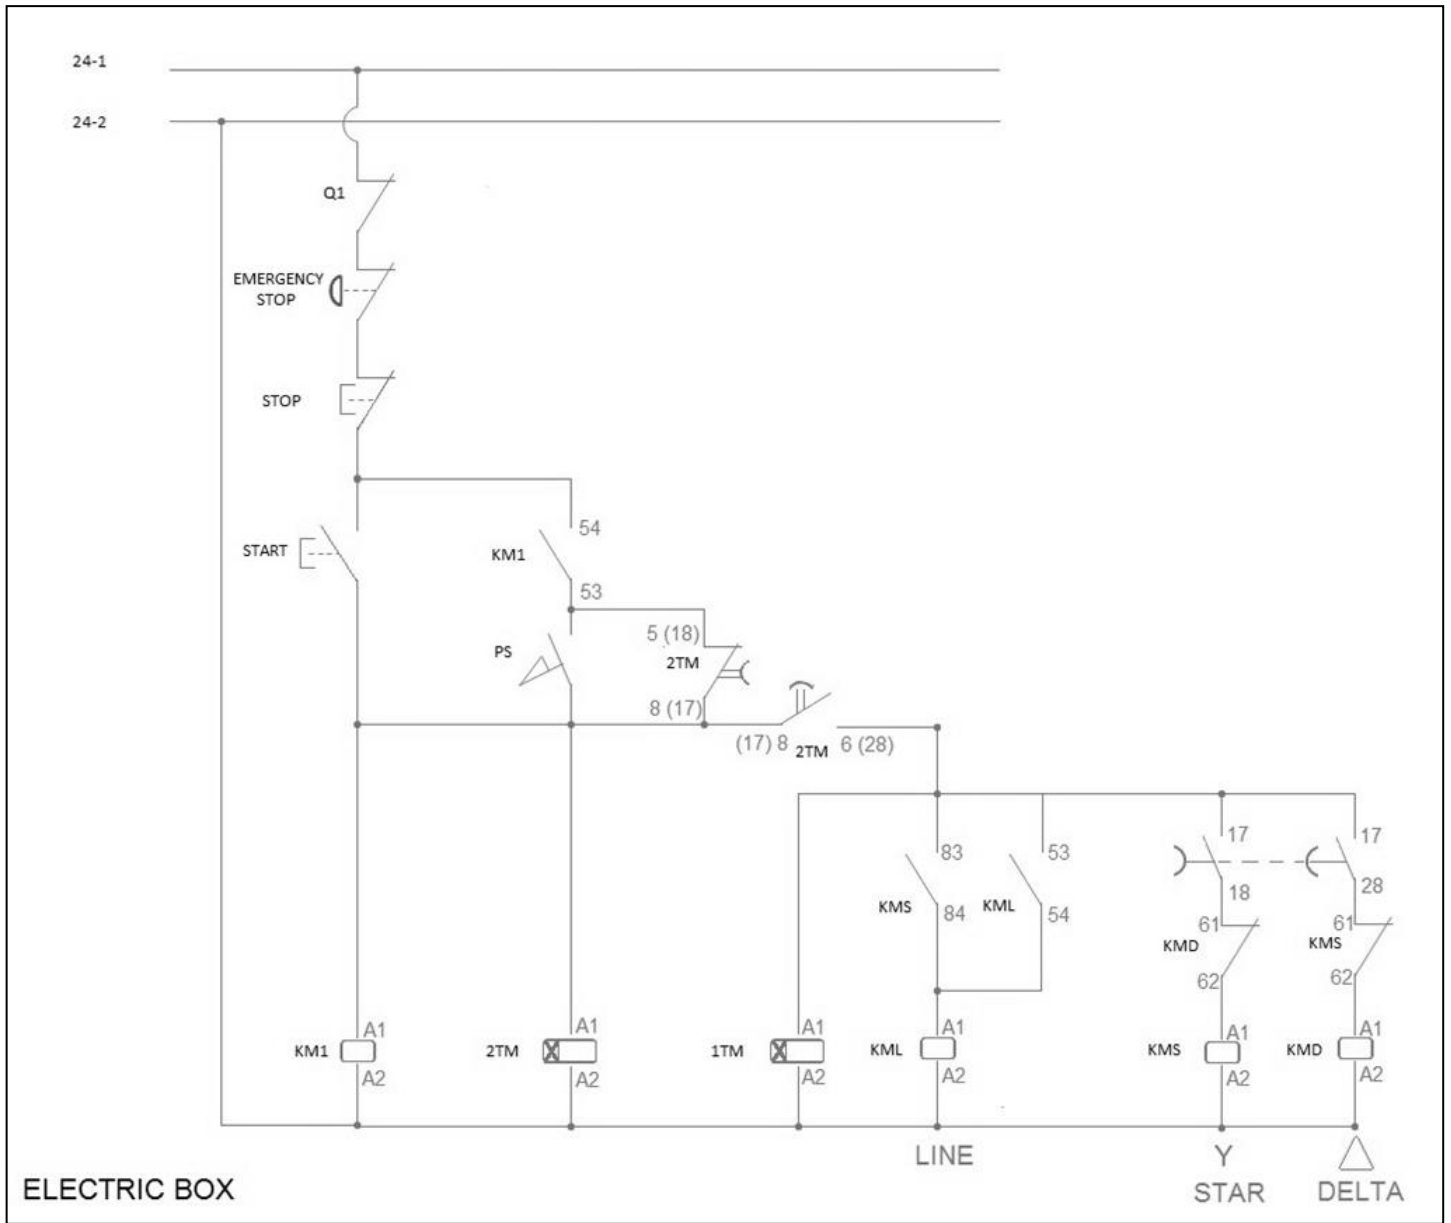 24-1
24-2
Q1
EMERGENCY
STOP
STOP
START
KM1
54
53
PS
5 (18)
2TM
8 (17)
(17) 8
2TM
6 (28)
83
KMS
84
53
KML
54
17
18
17
28
61
KMD
62
61
KMS
62
KM1
A1
A2
2TM
A1
A2
1TM
A1
A2
KML
A1
A2
KMS
A1
A2
KMD
A1
A2
LINE
Y
STAR
DELTA
ELECTRIC BOX